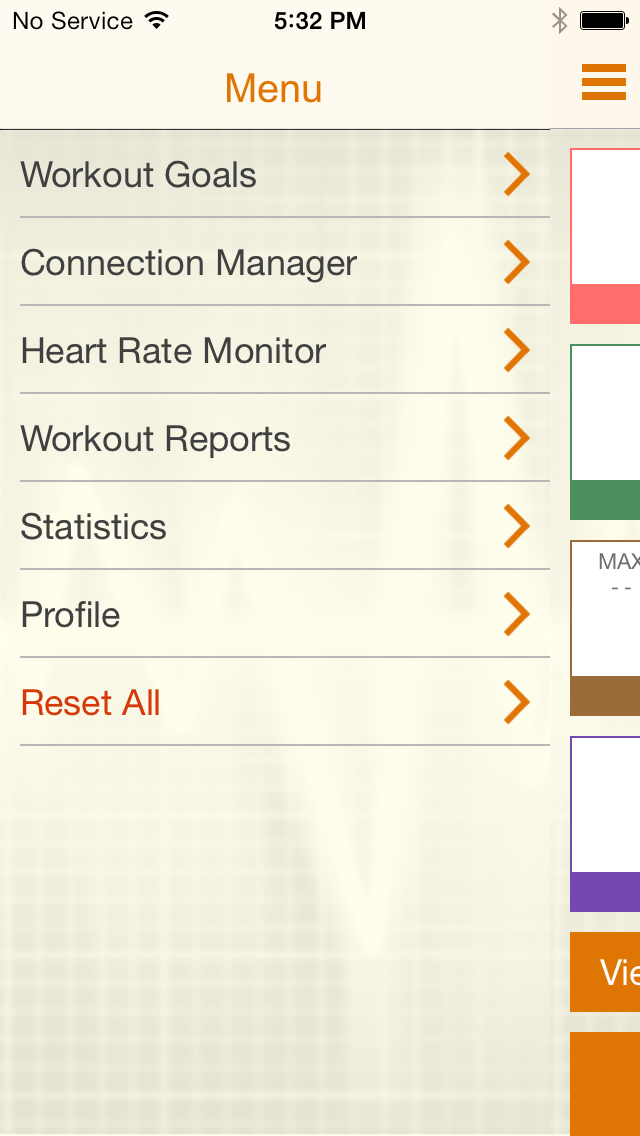 No Service 5:32 PM
Menu
Workout Goals
Connection Manager
Heart Rate Monitor
Workout Reports
Statistics
Profile
Reset All
MAX
- -